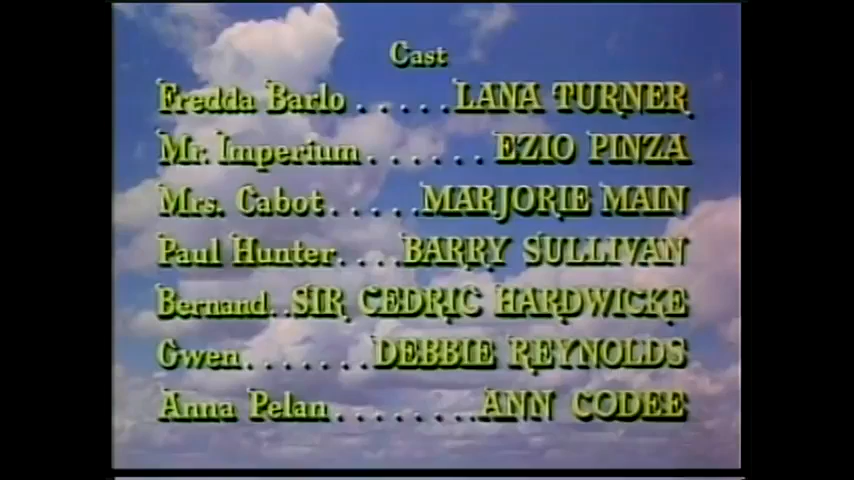 Cast
Fredda Barlo . . . . . LANA TURNER
Mr. Imperium . . . . . . EZIO PINZA
Mrs. Cabot . . . . . MARJORIE MAIN
Paul Hunter . . . . BARRY SULLIVAN
Bernand . . SIR CEDRIC HARDWICKE
Gwen . . . . . . . DEBBIE REYNOLDS
Anna Pelan . . . . . . . . ANN CODEE